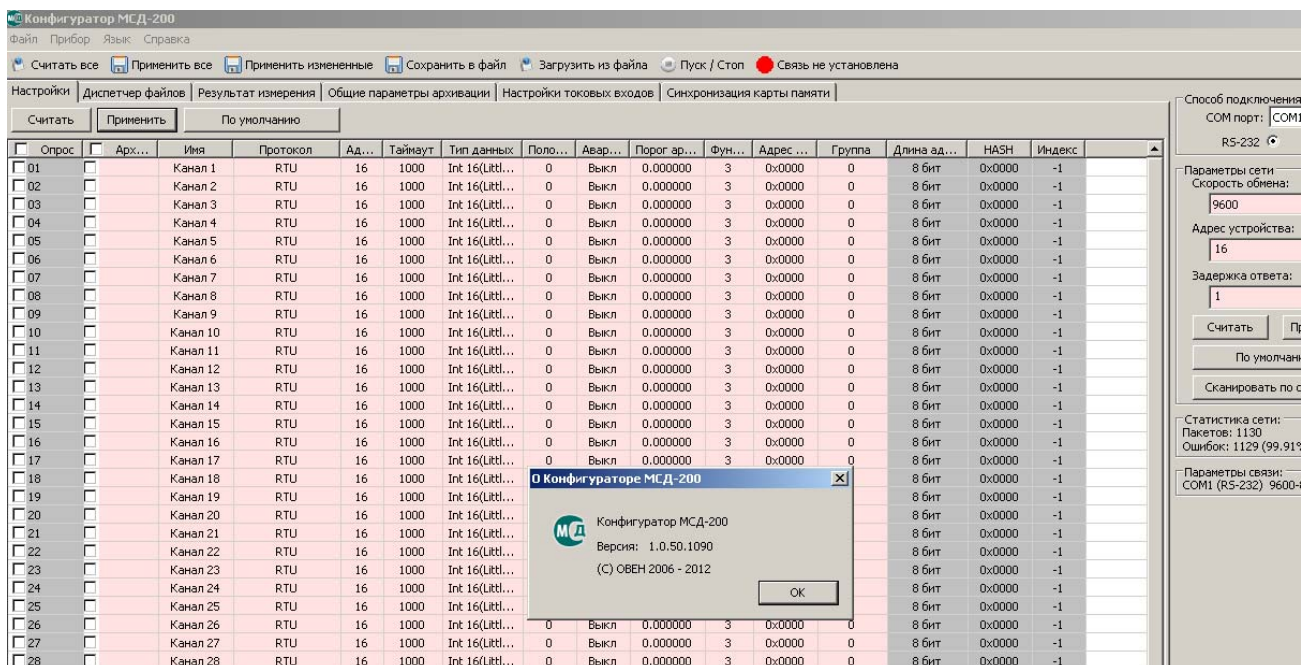 Конфигуратор МСД-200
Файл Прибор Язык Справка
Считать все Применить все Применить измененные Сохранить в файл Загрузить из файла Пуск / Стоп Связь не установлена
Настройки Диспетчер файлов Результат измерения Общие параметры архивации Настройки токовых входов Синхронизация карты памяти
Считать Применить По умолчанию
Опрос Арх... Имя Протокол Ад... Таймаут Тип данных Поло... Авар... Порог ар... Фун... Адрес ... Группа Длина ад... HASH Индекс
01 Канал 1 RTU 16 1000 Int 16(Littl... 0 Выкл 0.000000 3 0x0000 0 8 бит 0x0000 -1
02 Канал 2 RTU 16 1000 Int 16(Littl... 0 Выкл 0.000000 3 0x0000 0 8 бит 0x0000 -1
03 Канал 3 RTU 16 1000 Int 16(Littl... 0 Выкл 0.000000 3 0x0000 0 8 бит 0x0000 -1
04 Канал 4 RTU 16 1000 Int 16(Littl... 0 Выкл 0.000000 3 0x0000 0 8 бит 0x0000 -1
05 Канал 5 RTU 16 1000 Int 16(Littl... 0 Выкл 0.000000 3 0x0000 0 8 бит 0x0000 -1
06 Канал 6 RTU 16 1000 Int 16(Littl... 0 Выкл 0.000000 3 0x0000 0 8 бит 0x0000 -1
07 Канал 7 RTU 16 1000 Int 16(Littl... 0 Выкл 0.000000 3 0x0000 0 8 бит 0x0000 -1
08 Канал 8 RTU 16 1000 Int 16(Littl... 0 Выкл 0.000000 3 0x0000 0 8 бит 0x0000 -1
09 Канал 9 RTU 16 1000 Int 16(Littl... 0 Выкл 0.000000 3 0x0000 0 8 бит 0x0000 -1
10 Канал 10 RTU 16 1000 Int 16(Littl... 0 Выкл 0.000000 3 0x0000 0 8 бит 0x0000 -1
11 Канал 11 RTU 16 1000 Int 16(Littl... 0 Выкл 0.000000 3 0x0000 0 8 бит 0x0000 -1
12 Канал 12 RTU 16 1000 Int 16(Littl... 0 Выкл 0.000000 3 0x0000 0 8 бит 0x0000 -1
13 Канал 13 RTU 16 1000 Int 16(Littl... 0 Выкл 0.000000 3 0x0000 0 8 бит 0x0000 -1
14 Канал 14 RTU 16 1000 Int 16(Littl... 0 Выкл 0.000000 3 0x0000 0 8 бит 0x0000 -1
15 Канал 15 RTU 16 1000 Int 16(Littl... 0 Выкл 0.000000 3 0x0000 0 8 бит 0x0000 -1
16 Канал 16 RTU 16 1000 Int 16(Littl... 0 Выкл 0.000000 3 0x0000 0 8 бит 0x0000 -1
17 Канал 17 RTU 16 1000 Int 16(Littl... 0 Выкл 0.000000 3 0x0000 0 8 бит 0x0000 -1
18 Канал 18 RTU 16 1000 Int 16(Littl... 8 бит 0x0000 -1
19 Канал 19 RTU 16 1000 Int 16(Littl... 8 бит 0x0000 -1
20 Канал 20 RTU 16 1000 Int 16(Littl... 8 бит 0x0000 -1
21 Канал 21 RTU 16 1000 Int 16(Littl... 8 бит 0x0000 -1
22 Канал 22 RTU 16 1000 Int 16(Littl... 8 бит 0x0000 -1
23 Канал 23 RTU 16 1000 Int 16(Littl... 8 бит 0x0000 -1
24 Канал 24 RTU 16 1000 Int 16(Littl... 8 бит 0x0000 -1
25 Канал 25 RTU 16 1000 Int 16(Littl... 8 бит 0x0000 -1
26 Канал 26 RTU 16 1000 Int 16(Littl... 0 Выкл 0.000000 3 0x0000 0 8 бит 0x0000 -1
27 Канал 27 RTU 16 1000 Int 16(Littl... 0 Выкл 0.000000 3 0x0000 0 8 бит 0x0000 -1
28 Канал 28 RTU 16 1000 Int 16(Littl... 0 Выкл 0.000000 3 0x0000 0 8 бит 0x0000 -1
О Конфигураторе МСД-200
МД
Конфигуратор МСД-200
Версия: 1.0.50.1090
(C) ОВЕН 2006 - 2012
OK
Способ подключения
COM порт: COM1
RS-232
Параметры сети
Скорость обмена:
9600
Адрес устройства:
16
Задержка ответа:
1
Считать Пр
По умолчани
Сканировать по с
Статистика сети:
Пакетов: 1130
Ошибок: 1129 (99.91%
Параметры связи:
COM1 (RS-232) 9600-8